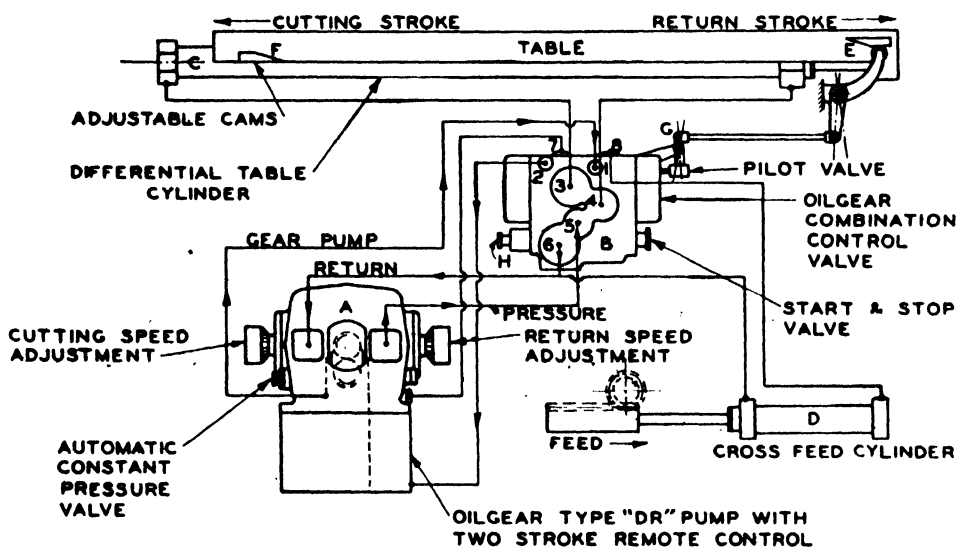 CUTTING STROKE
RETURN STROKE
TABLE
F
E
C
ADJUSTABLE CAMS
DIFFERENTIAL TABLE
CYLINDER
G
PILOT VALVE
7
8
2
1
3
4
5
6
B
H
OILGEAR
COMBINATION
CONTROL
VALVE
GEAR PUMP
RETURN
A
PRESSURE
START & STOP
VALVE
CUTTING SPEED
ADJUSTMENT
RETURN SPEED
ADJUSTMENT
FEED
D
CROSS FEED CYLINDER
AUTOMATIC
CONSTANT
PRESSURE
VALVE
OILGEAR TYPE "DR" PUMP WITH
TWO STROKE REMOTE CONTROL